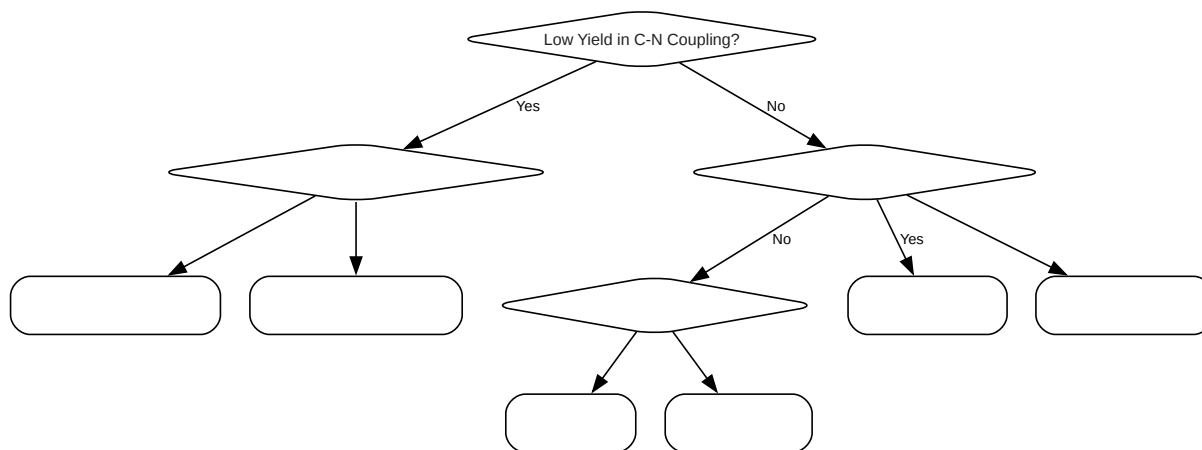 Low Yield in C-N Coupling?
Yes
No
No
Yes